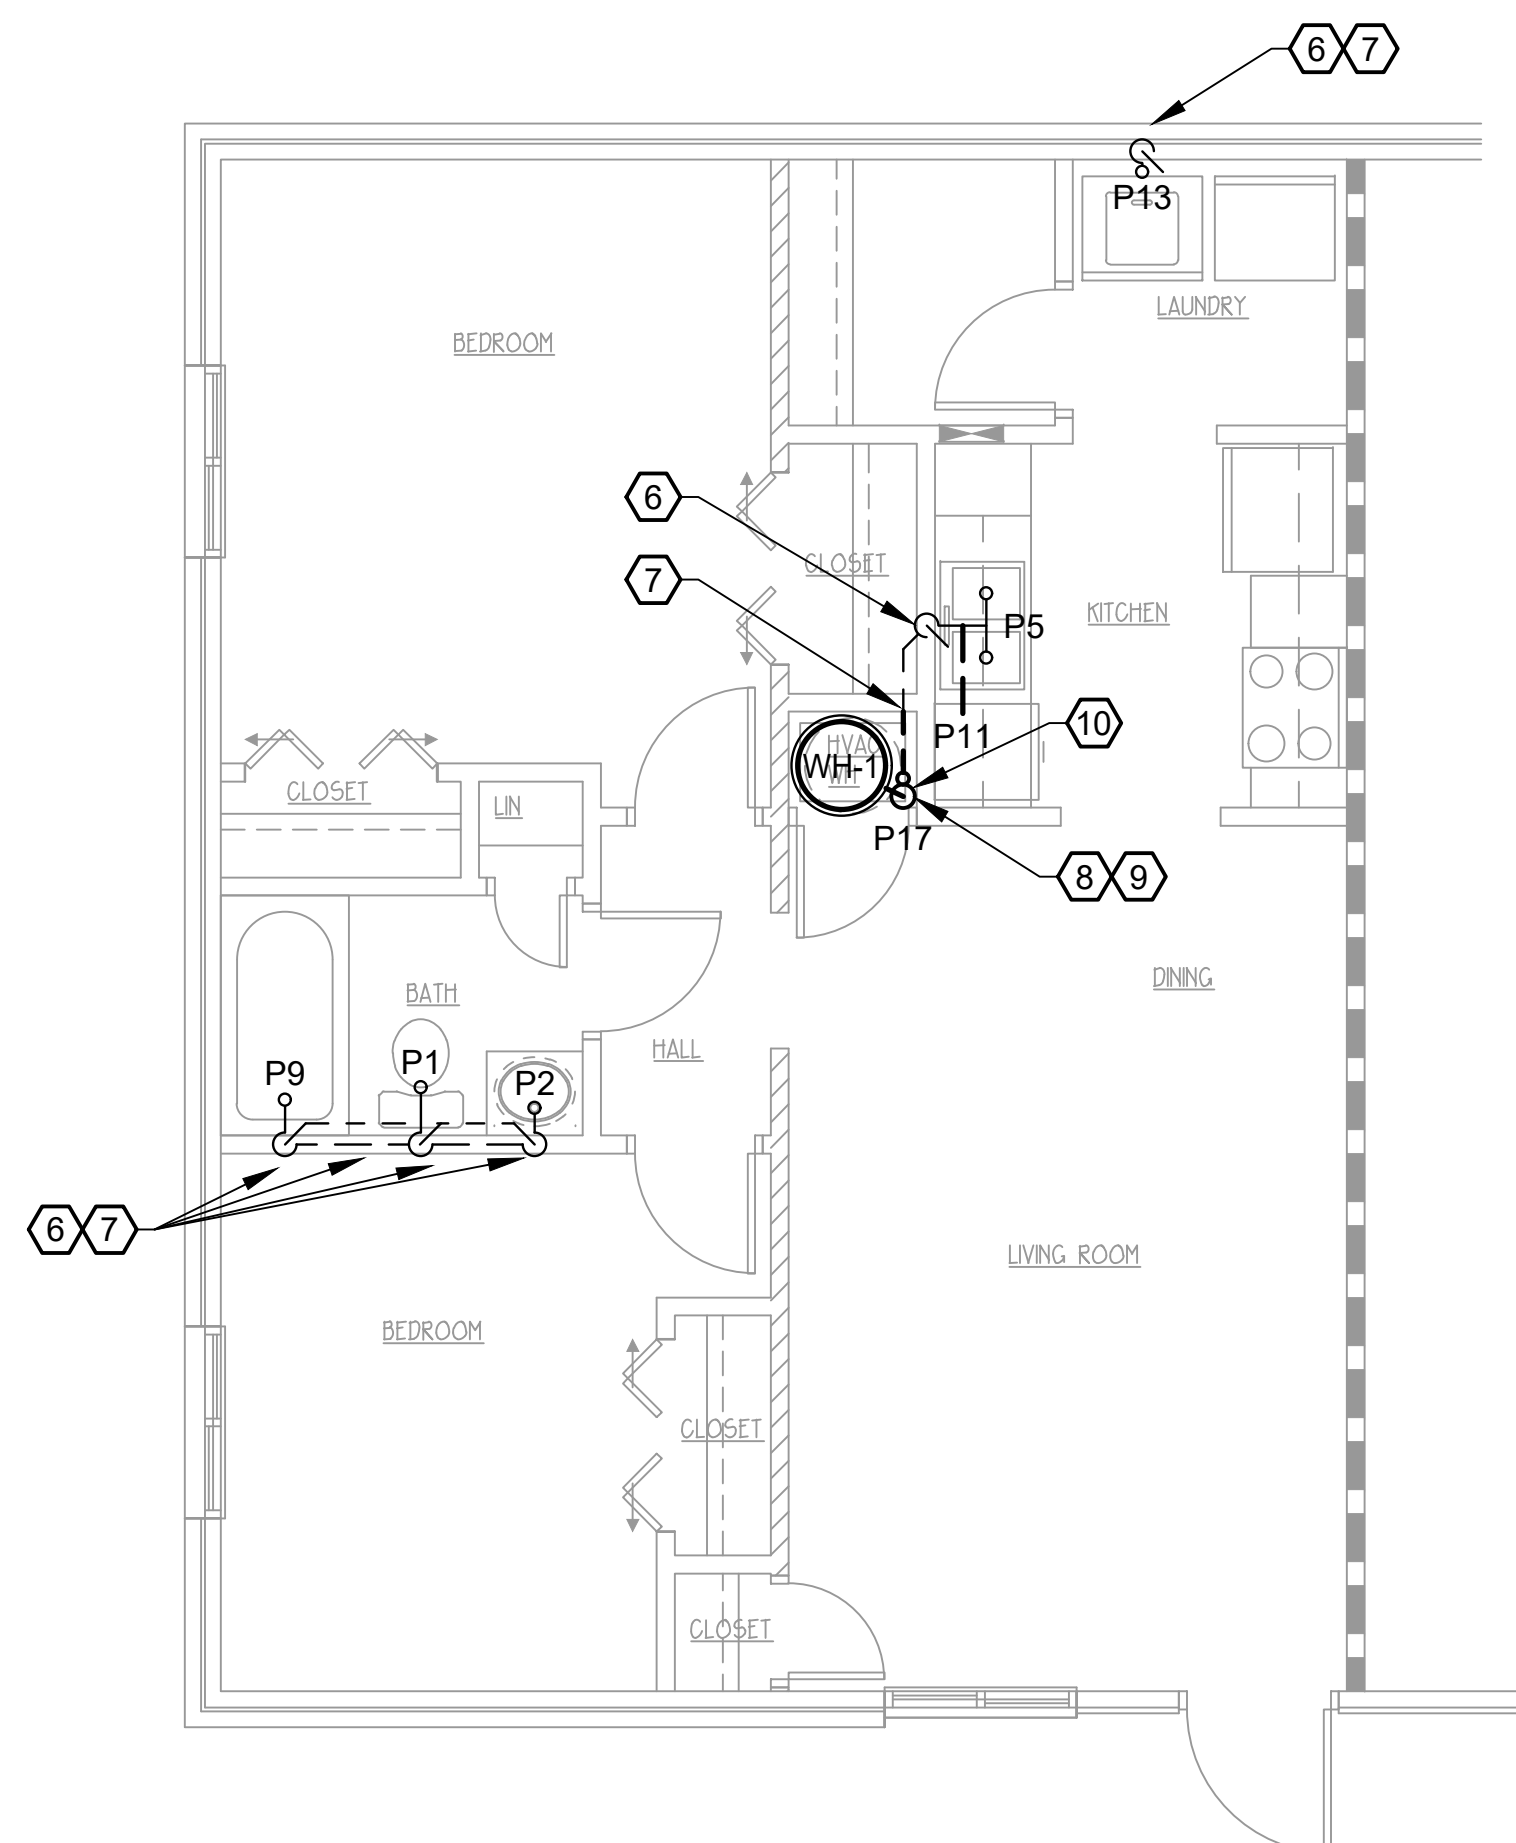 6 7
P13
LAUNDRY
BEDROOM
6
CLOSET
7
KITCHEN
P5
10
P11
HVAC
WH-1
WH
CLOSET
LIN
P17
8 9
DINING
BATH
HALL
P9
P1
P2
6 7
LIVING ROOM
BEDROOM
CLOSET
CLOSET